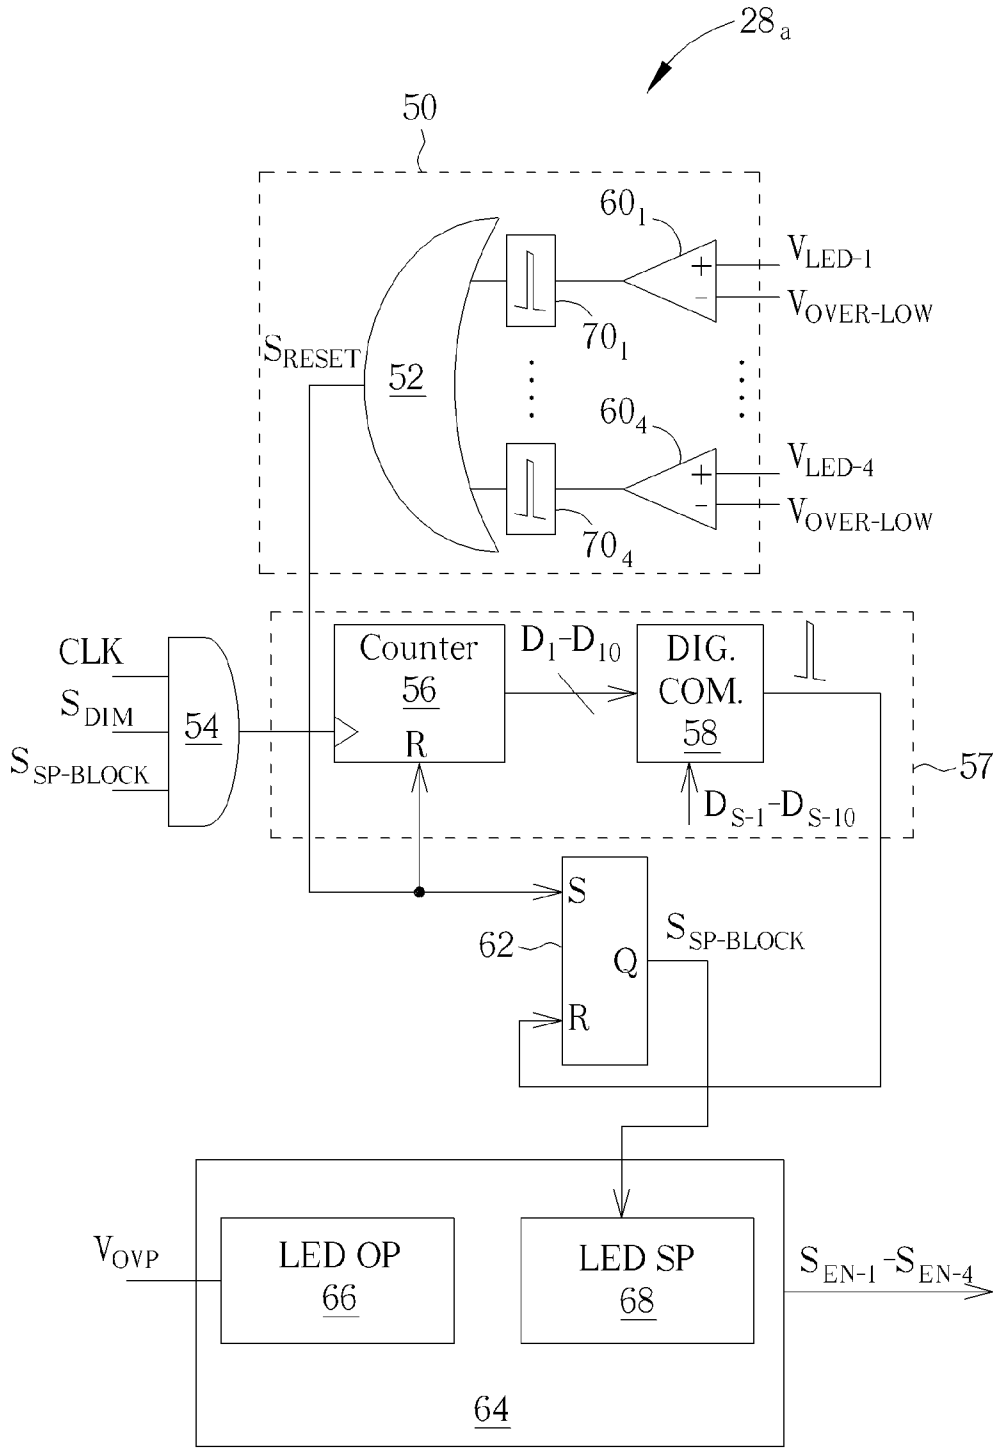 28a
50
601
VLED-1
VOVER-LOW
701
SRESET
52
604
VLED-4
VOVER-LOW
704
CLK
SDIM
SSP-BLOCK
54
Counter
56
R
D1-D10
DIG.
COM.
58
DS-1-DS-10
57
S
62
Q
R
SSP-BLOCK
VOVP
LED OP
66
LED SP
68
SEN-1-SEN-4
64